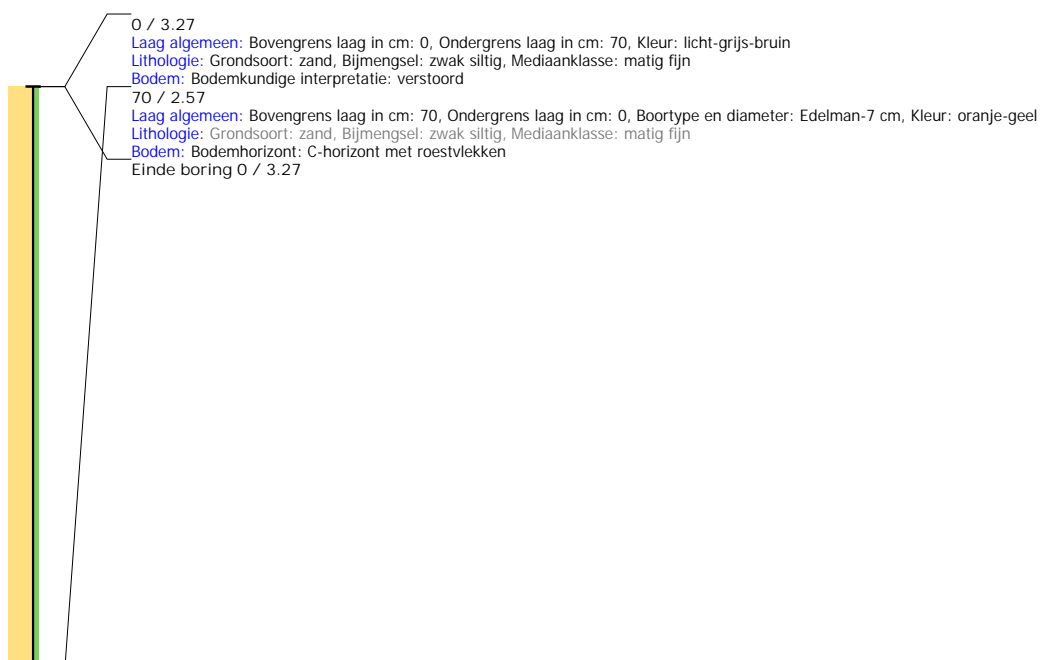 0 / 3.27
Laag algemeen: Bovengrens laag in cm: 0, Ondergrens laag in cm: 70, Kleur: licht-grijs-bruin
Lithologie: Grondsoort: zand, Bijmengsel: zwak siltig, Mediaanklasse: matig fijn
Bodem: Bodemkundige interpretatie: verstoord
70 / 2.57
Laag algemeen: Bovengrens laag in cm: 70, Ondergrens laag in cm: 0, Boortype en diameter: Edelman-7 cm, Kleur: oranje-geel
Lithologie: Grondsoort: zand, Bijmengsel: zwak siltig, Mediaanklasse: matig fijn
Bodem: Bodemhorizont: C-horizont met roestvlekken
Einde boring 0 / 3.27